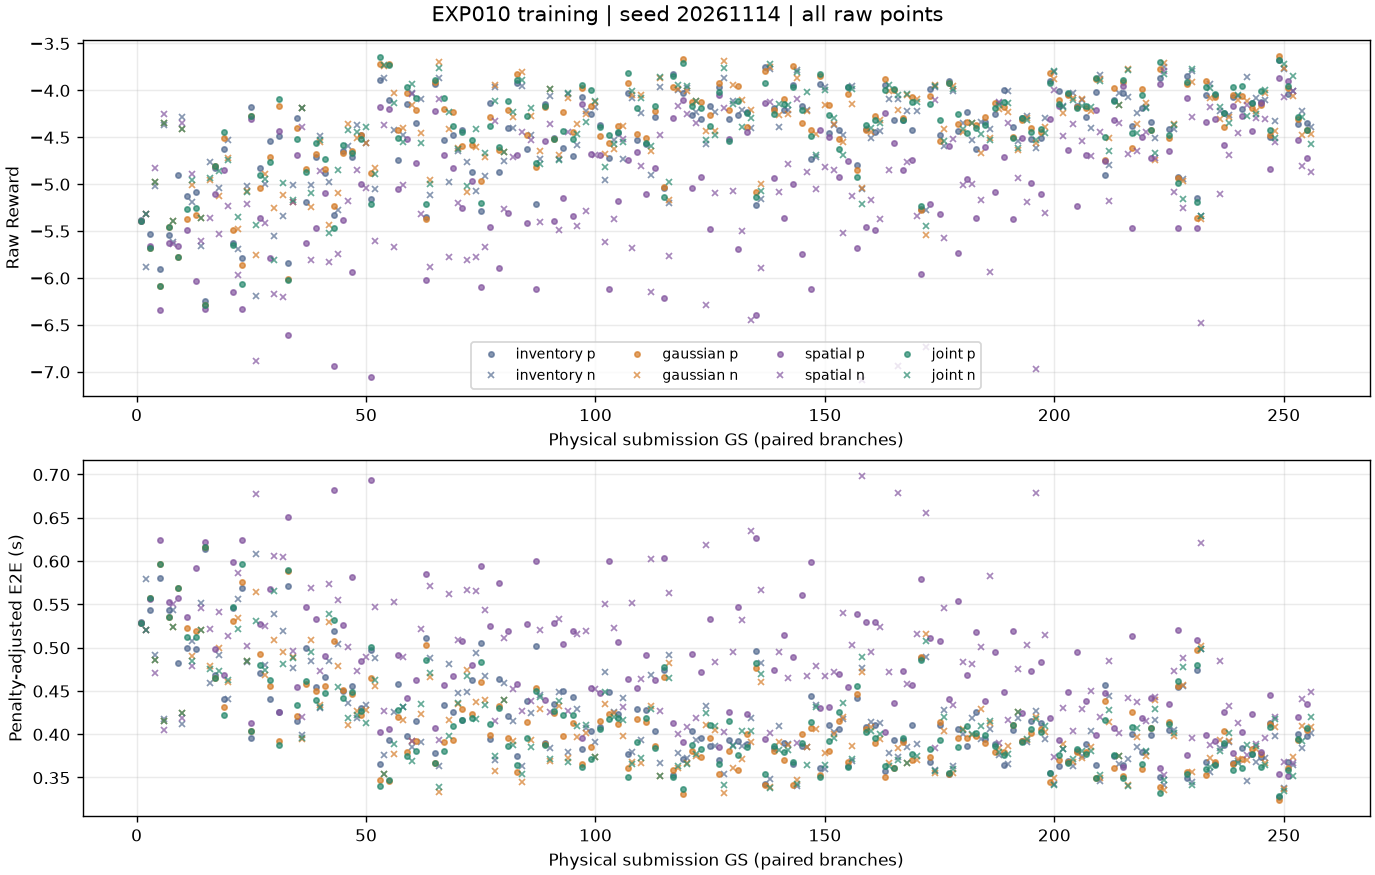 EXP010 training | seed 20261114 | all raw points
Raw Reward
−3.5
−4.0
−4.5
−5.0
−5.5
−6.0
−6.5
−7.0
inventory p
gaussian p
spatial p
joint p
inventory n
gaussian n
spatial n
joint n
0
50
100
150
200
250
Physical submission GS (paired branches)
Penalty-adjusted E2E (s)
0.70
0.65
0.60
0.55
0.50
0.45
0.40
0.35
0
50
100
150
200
250
Physical submission GS (paired branches)